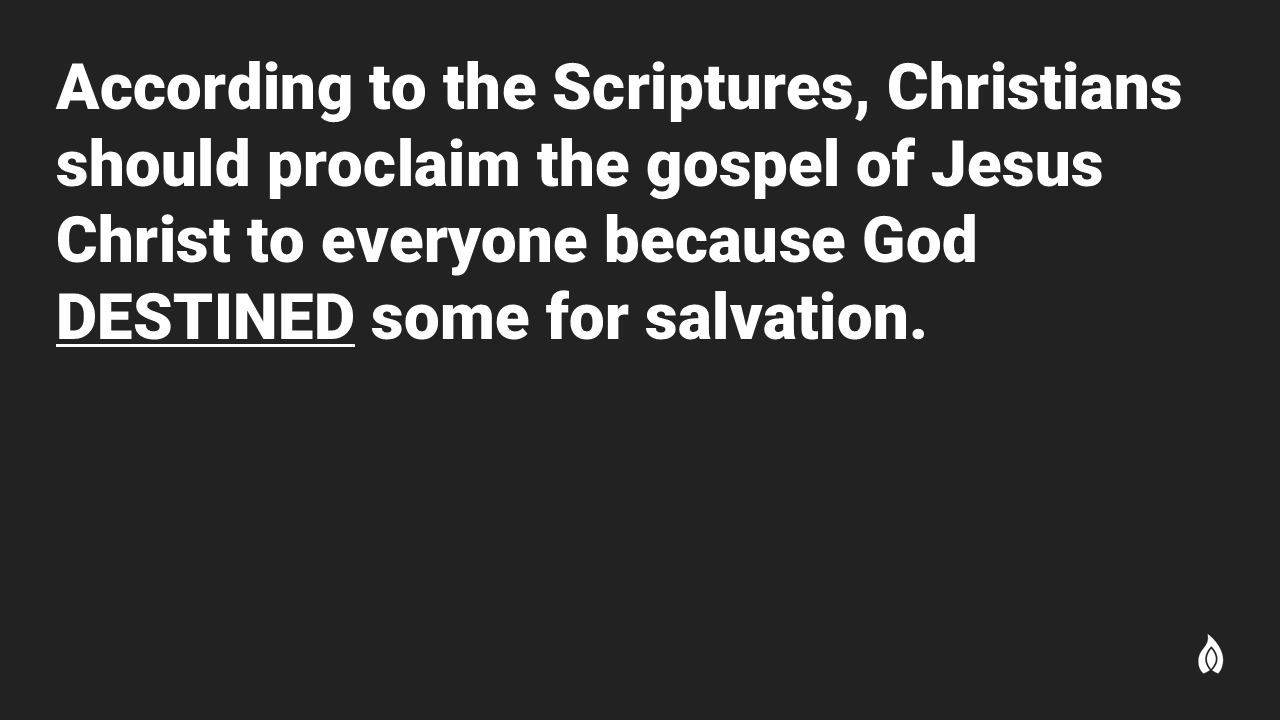 According to the Scriptures, Christians
should proclaim the gospel of Jesus
Christ to everyone because God
DESTINED some for salvation.